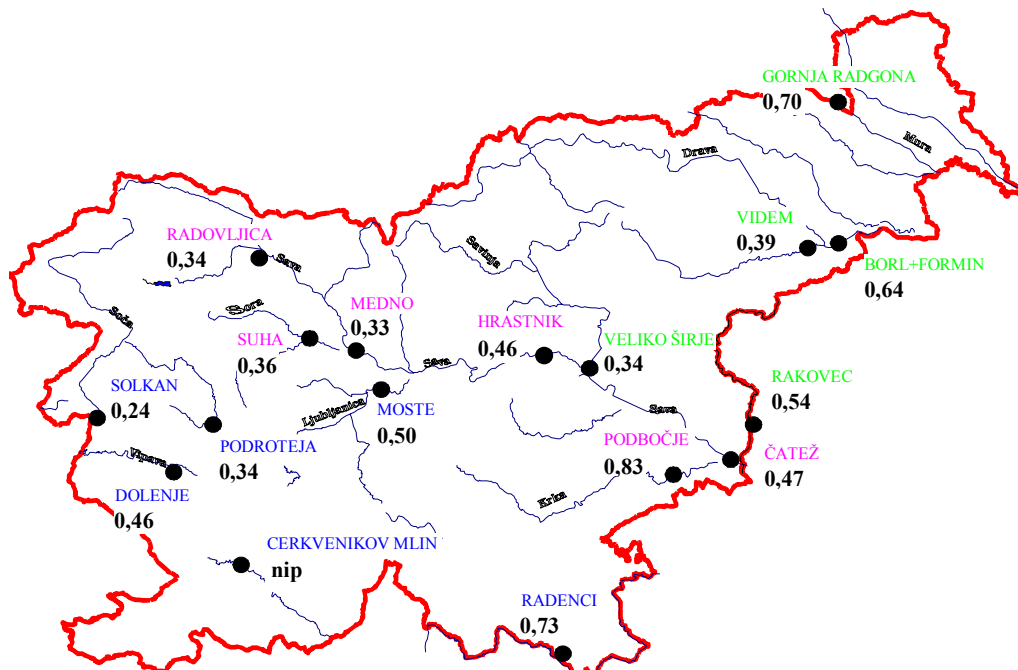 GORNJA RADGONA
0,70
Mura
Drava
VIDEM
0,39
BORL+FORMIN
0,64
RADOVLJICA
0,34
Sava
Savinja
Sora
MEDNO
0,33
Soča
SUHA
0,36
HRASTNIK
0,46
VELIKO ŠIRJE
0,34
Sava
SOLKAN
0,24
RAKOVEC
0,54
Ljubljanica
MOSTE
0,50
Sava
PODROTEJA
0,34
PODBOČJE
0,83
ČATEŽ
0,47
Vipava
DOLENJE
0,46
Krka
CERKVENIKOV MLIN
nip
RADENCI
0,73